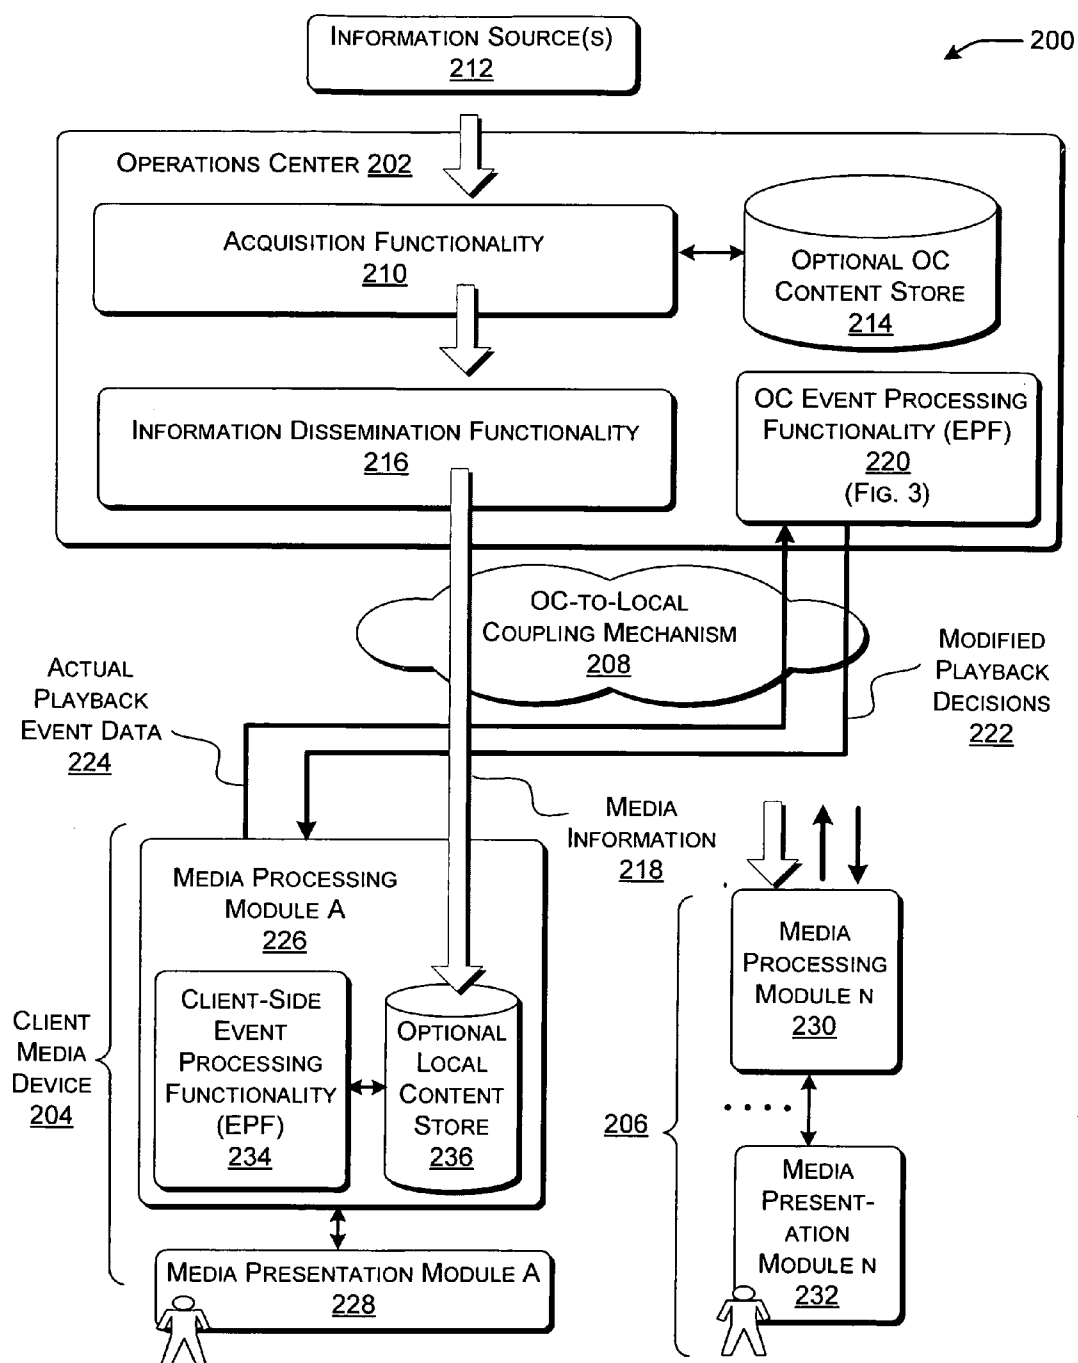 INFORMATION SOURCE(S)
212
200
OPERATIONS CENTER 202
ACQUISITION FUNCTIONALITY
210
OPTIONAL OC
CONTENT STORE
214
INFORMATION DISSEMINATION FUNCTIONALITY
216
OC EVENT PROCESSING
FUNCTIONALITY (EPF)
220
(FIG. 3)
OC-TO-LOCAL
COUPLING MECHANISM
208
ACTUAL
PLAYBACK
EVENT DATA
224
MODIFIED
PLAYBACK
DECISIONS
222
MEDIA
INFORMATION
218
MEDIA PROCESSING
MODULE A
226
CLIENT-SIDE
EVENT
PROCESSING
FUNCTIONALITY
(EPF)
234
OPTIONAL
LOCAL
CONTENT
STORE
236
CLIENT
MEDIA
DEVICE
204
MEDIA PRESENTATION MODULE A
228
MEDIA
PROCESSING
MODULE N
230
206
MEDIA
PRESENT-
ATION
MODULE N
232